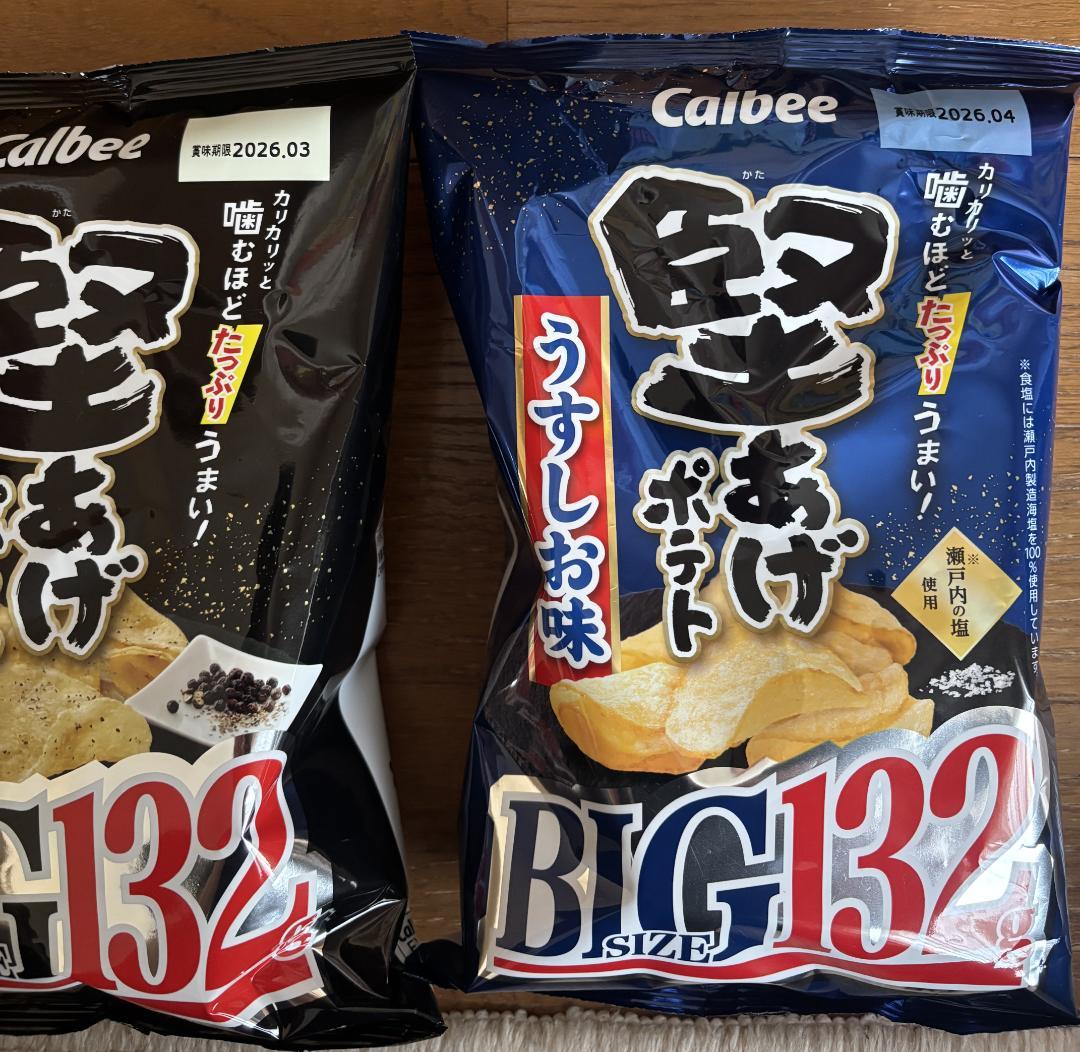 Calbee
賞味期限2026.03
カリカリッと
噛むほど
たっぷり
うまい!
かた
堅
あげ
132
g
Calbee
賞味期限2026.04
カリカリッと
噛むほど
たっぷり
うまい!
かた
堅
あげ
ポテト
うすしお味
※食塩には瀬戸内製造海塩を100%使用しています
瀬戸内の塩※
使用
BIG132g
SIZE